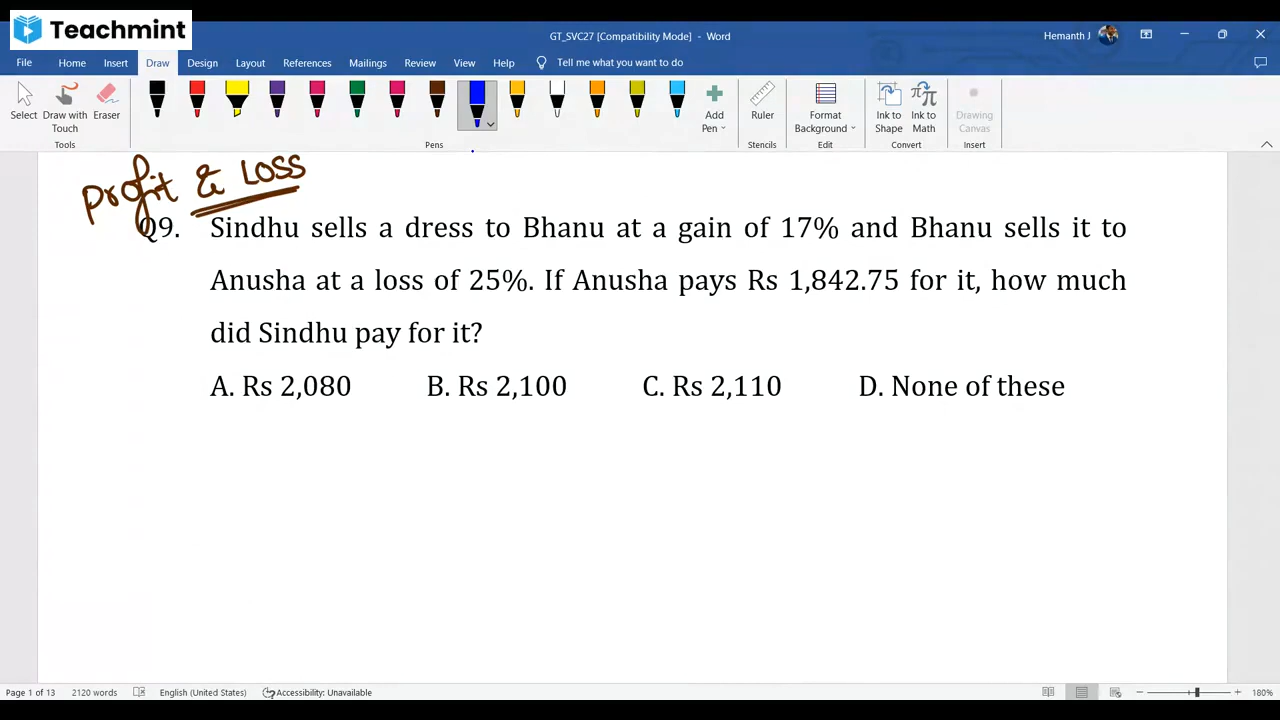 Teachmint
GT_SVC27 [Compatibility Mode] - Word
Hemanth J
File Home Insert Draw Design Layout References Mailings Review View Help Tell me what you want to do
Select Draw with Touch Eraser Add Pen Ruler Format Background Ink to Shape Ink to Math Drawing Canvas
Tools Pens Stencils Edit Convert Insert
Profit & LOSS
Q9. Sindhu sells a dress to Bhanu at a gain of 17% and Bhanu sells it to
Anusha at a loss of 25%. If Anusha pays Rs 1,842.75 for it, how much
did Sindhu pay for it?
A. Rs 2,080 B. Rs 2,100 C. Rs 2,110 D. None of these
Page 1 of 13 2120 words English (United States) Accessibility: Unavailable 180%